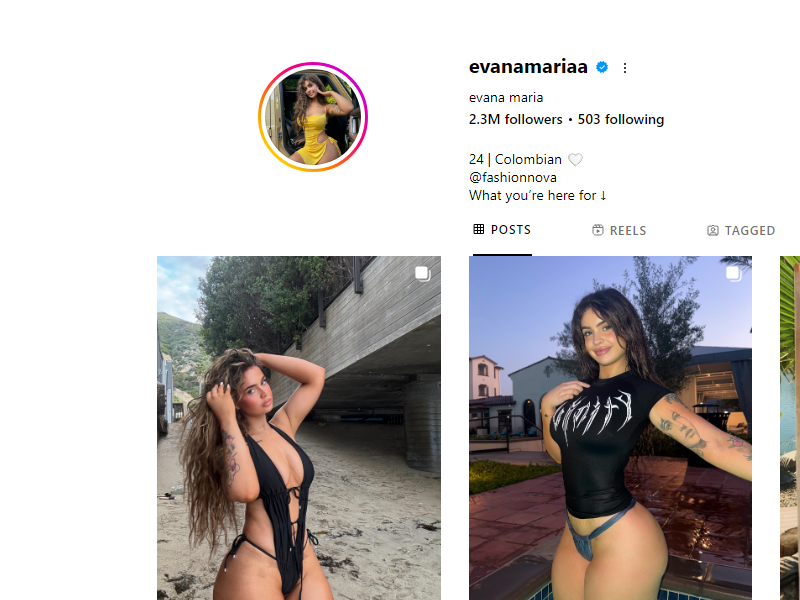 evanamariaa
evana maria
2.3M followers • 503 following
24 | Colombian 🤍
@fashionnova
What you’re here for ↓
POSTS
REELS
TAGGED